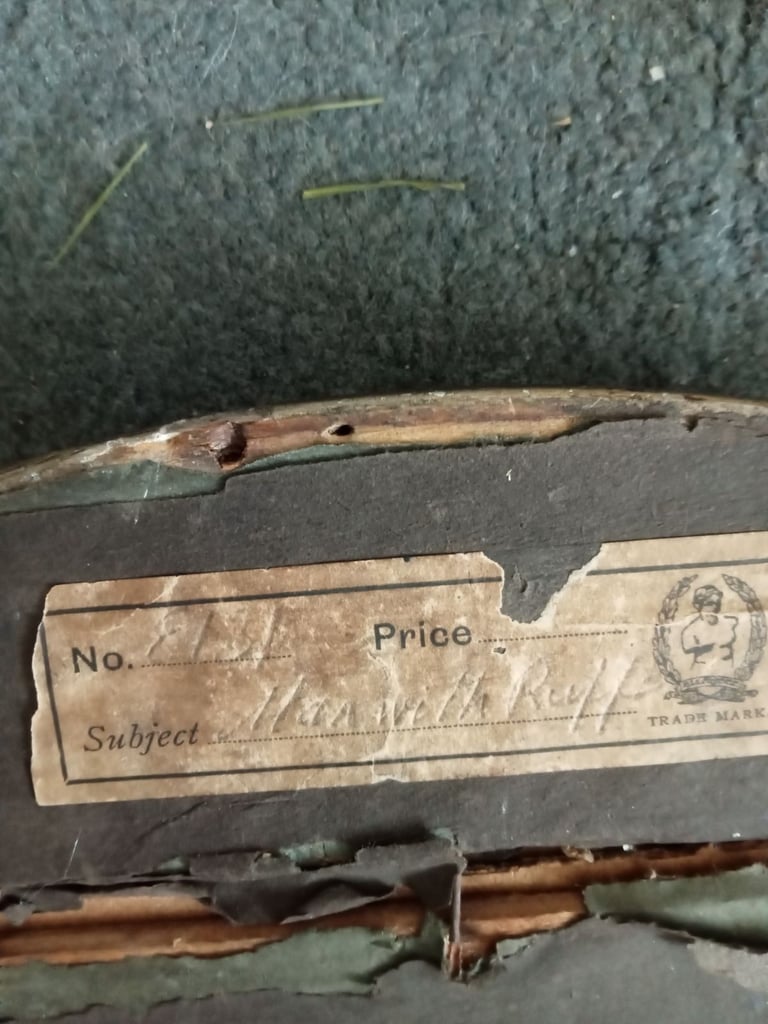 No. Price
Subject Man with Ruff
TRADE MARK